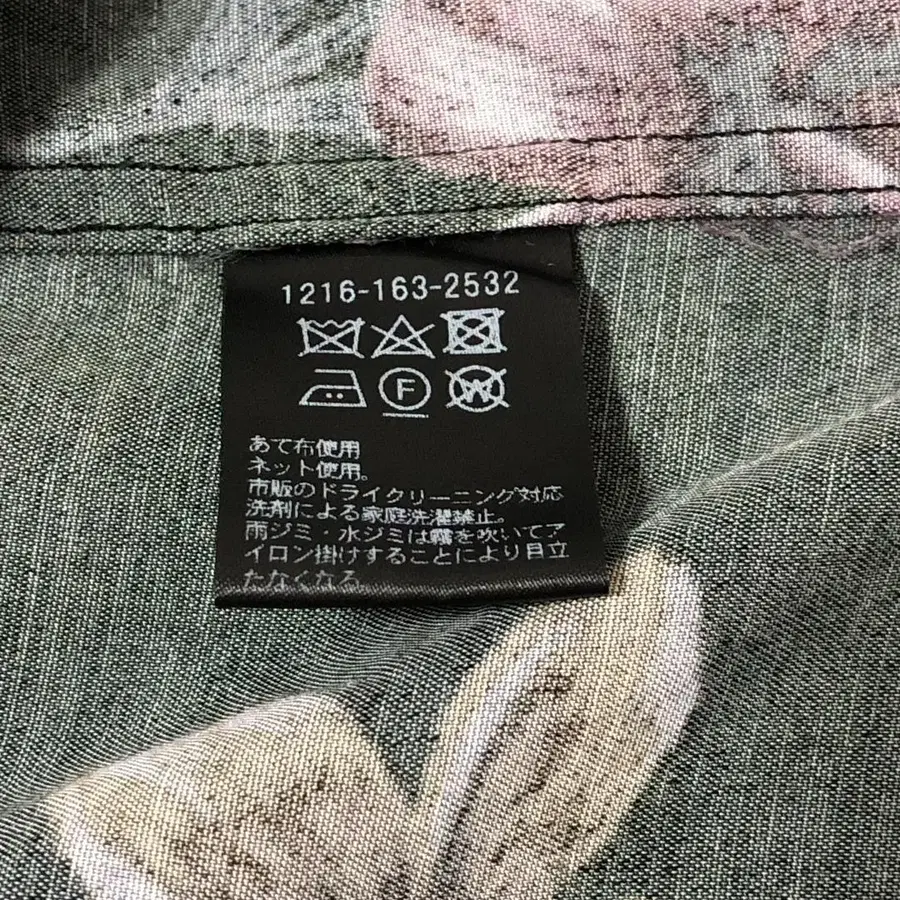 1216-163-2532
F W
あて布使用
ネット使用。
市販のドライクリーニング対応
洗剤による家庭洗濯禁止。
雨ジミ・水ジミは霧を吹いてア
イロン掛けすることにより目立
たなくなる